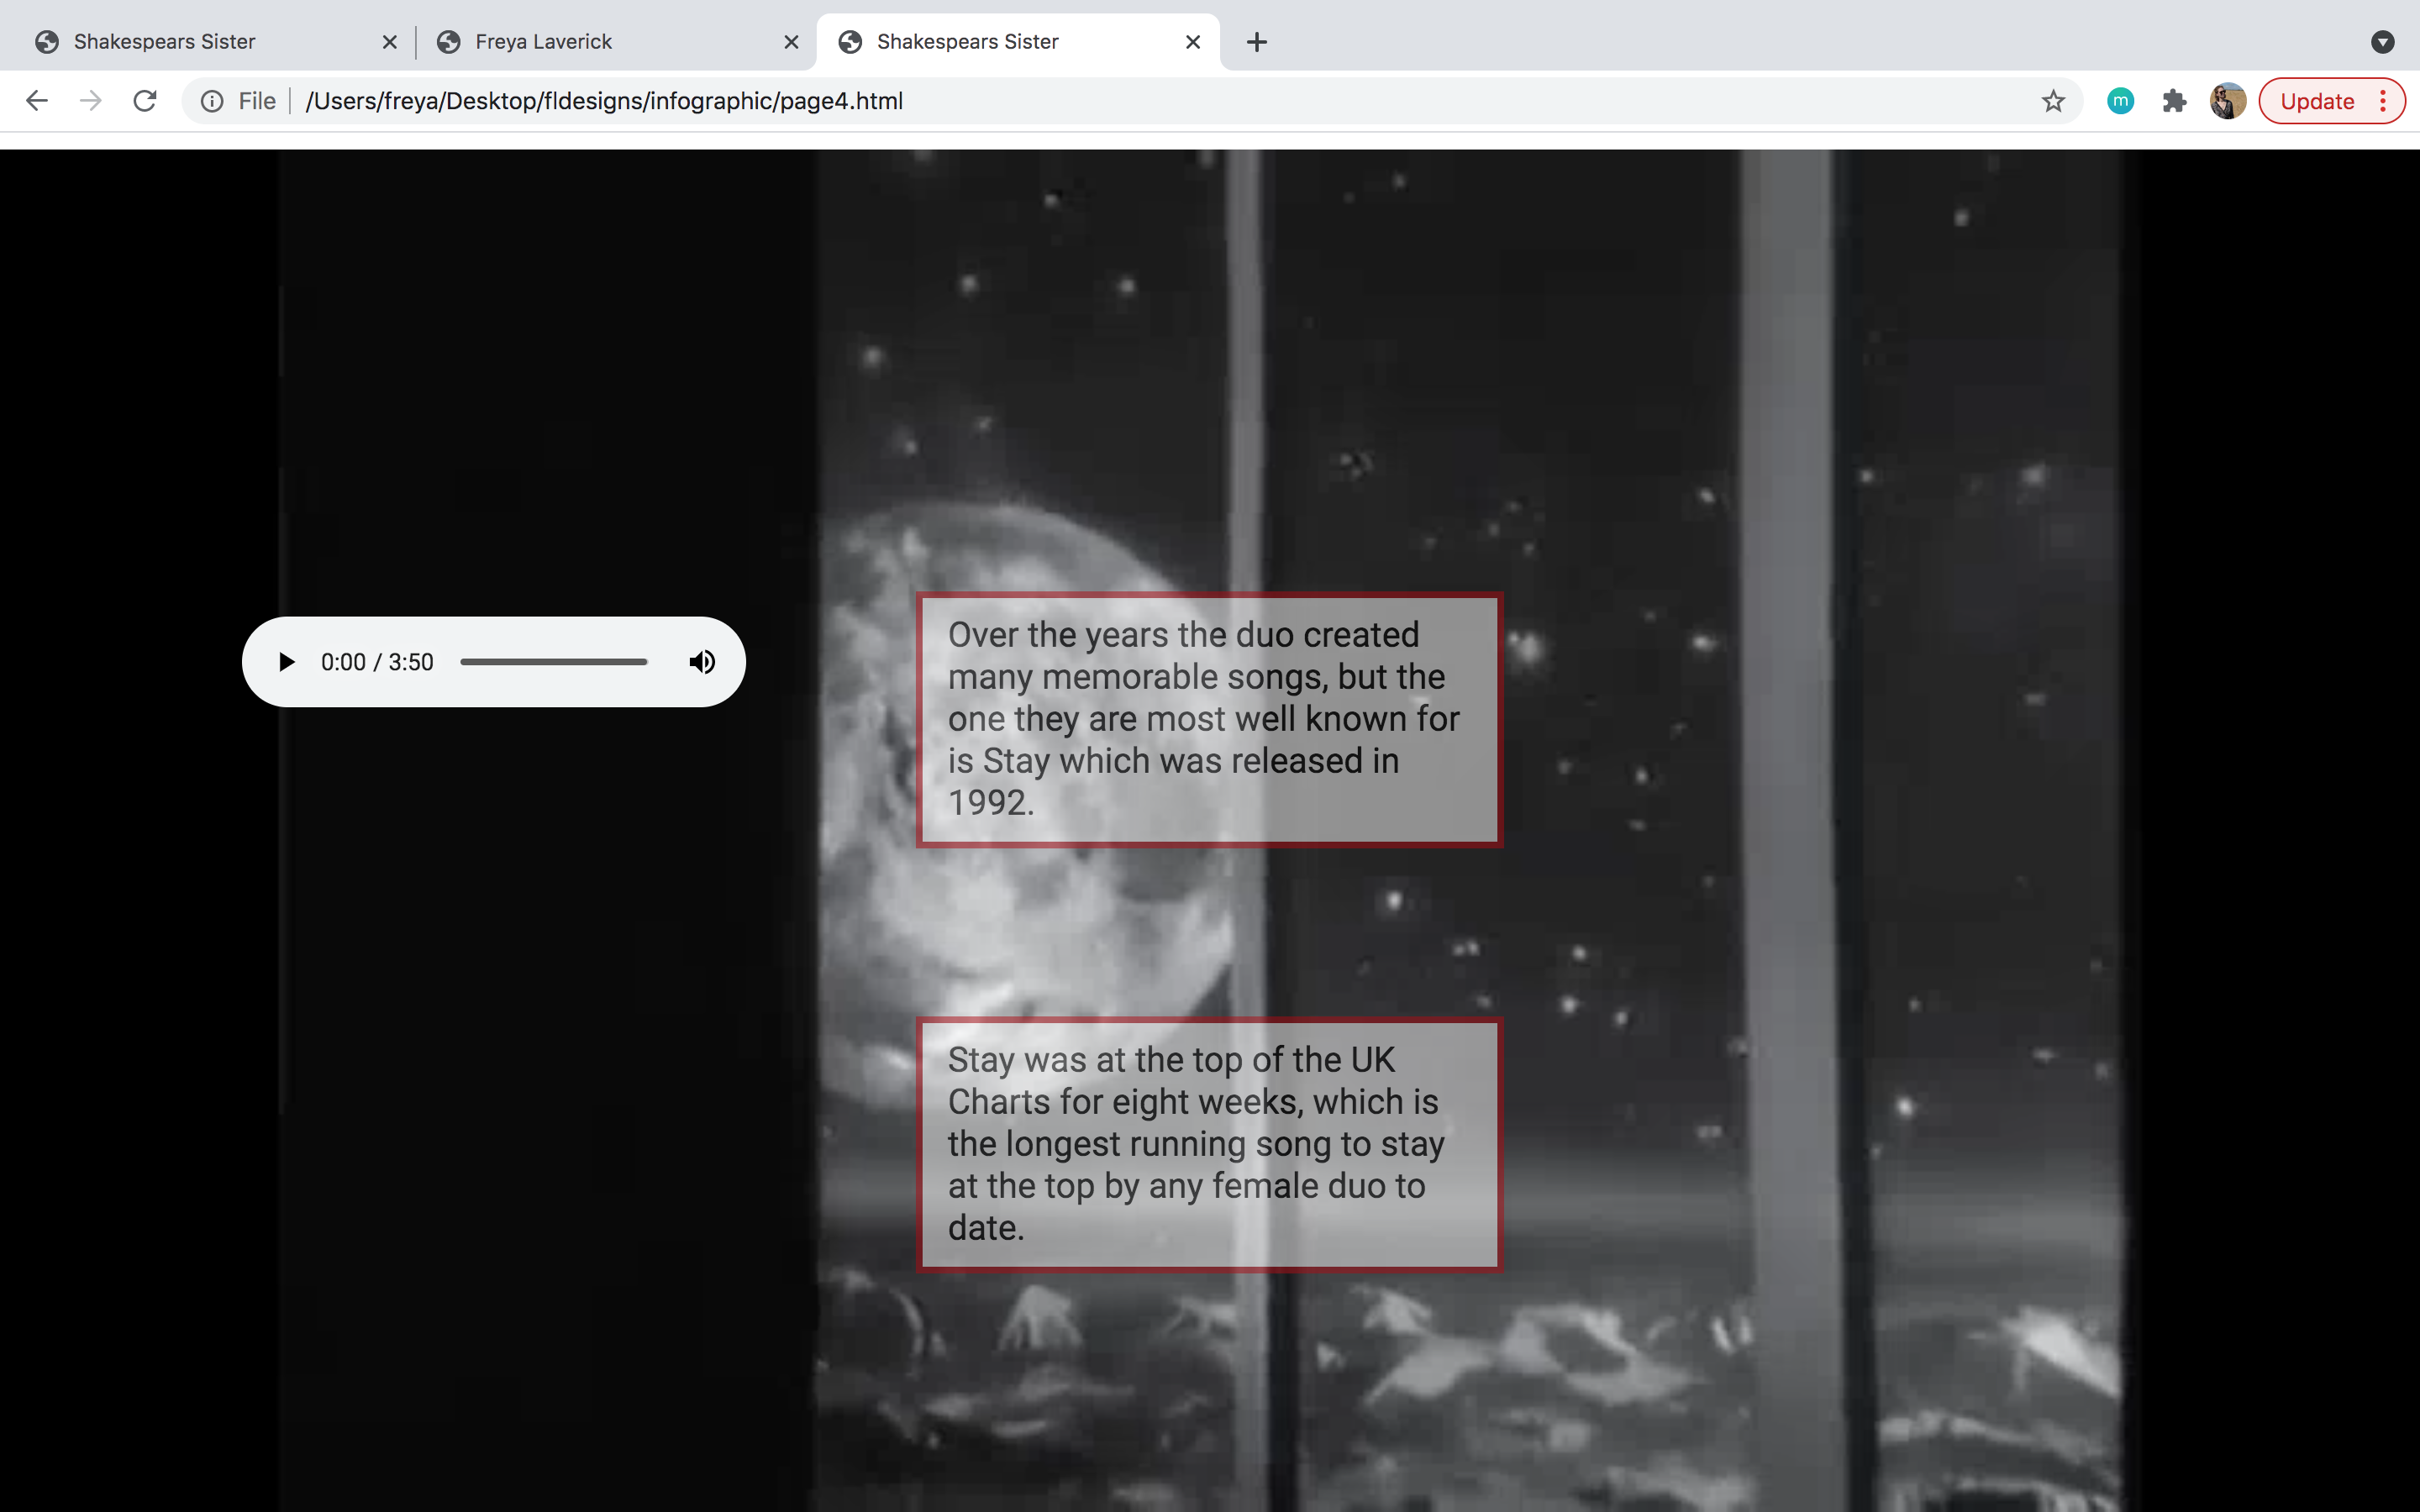 Shakespears Sister
Freya Laverick
Shakespears Sister
File
/Users/freya/Desktop/fldesigns/infographic/page4.html
m
Update
0:00 / 3:50
Over the years the duo created
many memorable songs, but the
one they are most well known for
is Stay which was released in
1992.
Stay was at the top of the UK
Charts for eight weeks, which is
the longest running song to stay
at the top by any female duo to
date.